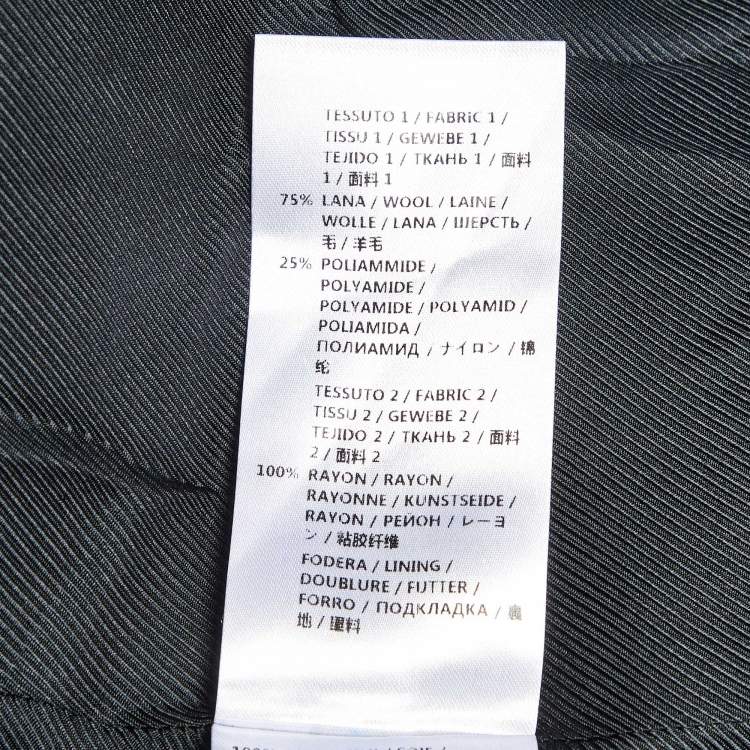 TESSUTO 1 / FABRIC 1 /
TISSU 1 / GEWEBE 1 /
TEJIDO 1 / ТКАНЬ 1 / 面料
1 / 面料 1
75% LANA / WOOL / LAINE /
WOLLE / LANA / ШЕРСТЬ /
毛 / 羊毛
25% POLIAMMIDE /
POLYAMIDE /
POLYAMIDE / POLYAMID /
POLIAMIDA /
ПОЛИАМИД / ナイロン / 锦
纶
TESSUTO 2 / FABRIC 2 /
TISSU 2 / GEWEBE 2 /
TEJIDO 2 / ТКАНЬ 2 / 面料
2 / 面料 2
100% RAYON / RAYON /
RAYONNE / KUNSTSEIDE /
RAYON / РЕЙОН / レーヨ
ン / 粘胶纤维
FODERA / LINING /
DOUBLURE / FUTTER /
FORRO / ПОДКЛАДКА / 裏
地 / 里料
100%